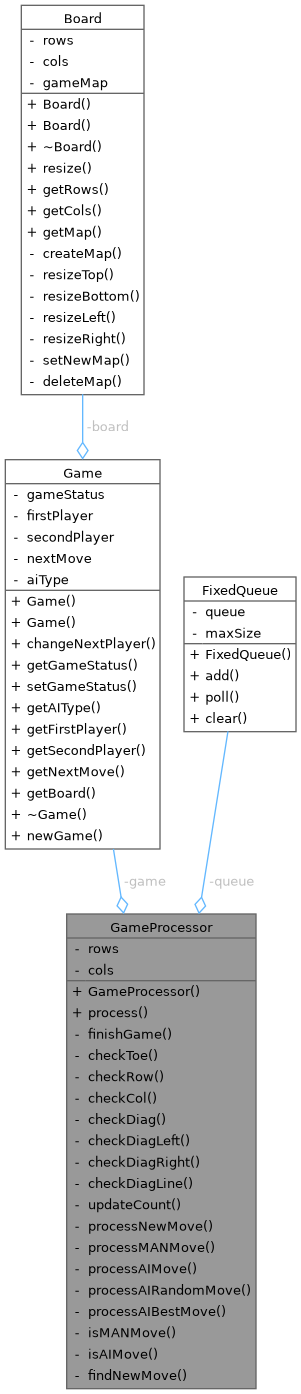 Board
- rows
- cols
- gameMap
+ Board()
+ Board()
+ ~Board()
+ resize()
+ getRows()
+ getCols()
+ getMap()
- createMap()
- resizeTop()
- resizeBottom()
- resizeLeft()
- resizeRight()
- setNewMap()
- deleteMap()
-board
Game
- gameStatus
- firstPlayer
- secondPlayer
- nextMove
- aiType
+ Game()
+ Game()
+ changeNextPlayer()
+ getGameStatus()
+ setGameStatus()
+ getAIType()
+ getFirstPlayer()
+ getSecondPlayer()
+ getNextMove()
+ getBoard()
+ ~Game()
+ newGame()
FixedQueue
- queue
- maxSize
+ FixedQueue()
+ add()
+ poll()
+ clear()
-game
-queue
GameProcessor
- rows
- cols
+ GameProcessor()
+ process()
- finishGame()
- checkToe()
- checkRow()
- checkCol()
- checkDiag()
- checkDiagLeft()
- checkDiagRight()
- checkDiagLine()
- updateCount()
- processNewMove()
- processMANMove()
- processAIMove()
- processAIRandomMove()
- processAIBestMove()
- isMANMove()
- isAIMove()
- findNewMove()